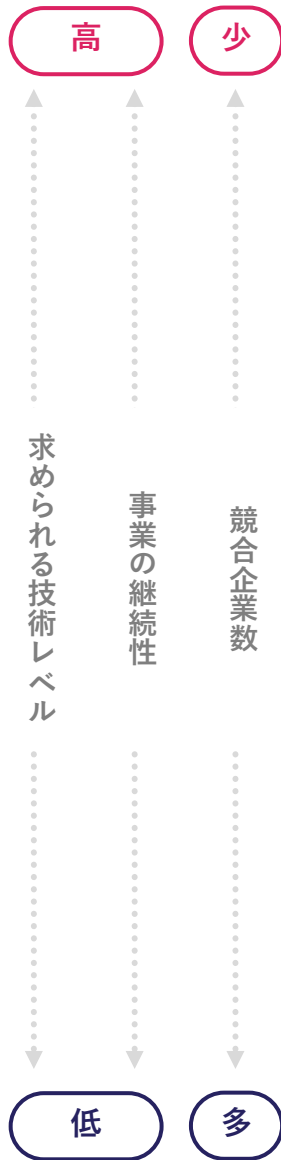 高
少
求められる技術レベル
事業の継続性
競合企業数
低
多